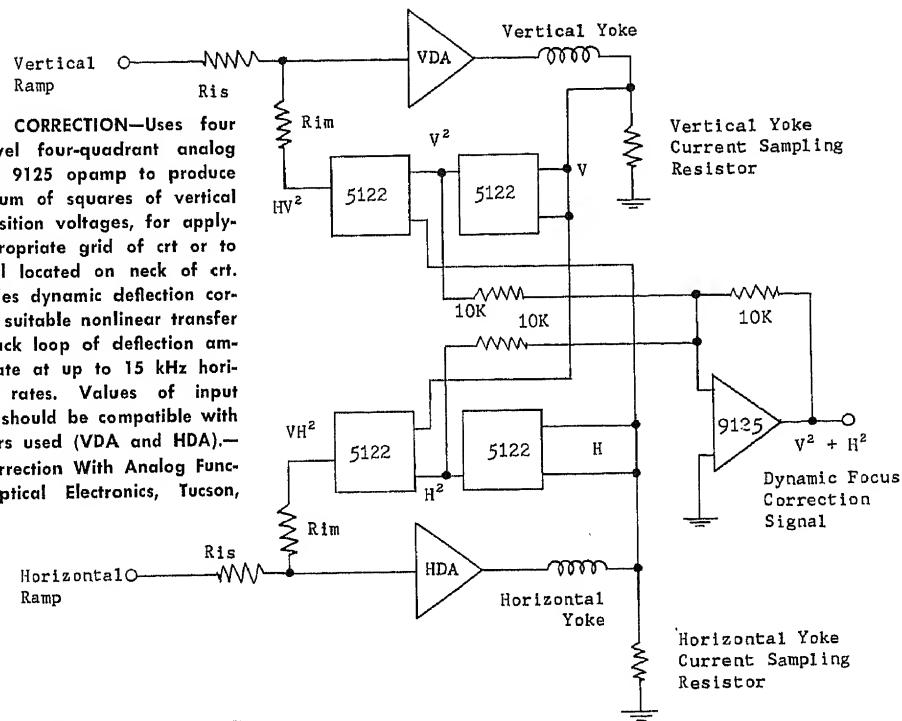 Vertical Yoke
Vertical
Ramp
VDA
Ris
CORRECTION—Uses four
vel four-quadrant analog
9125 opamp to produce
um of squares of vertical
sition voltages, for apply-
ropriate grid of crt or to
l located on neck of crt.
es dynamic deflection cor-
suitable nonlinear transfer
ack loop of deflection am-
ate at up to 15 kHz hori-
rates. Values of input
should be compatible with
rs used (VDA and HDA).—
rrection With Analog Func-
ptical Electronics, Tucson,
Rim
V²
Vertical Yoke
Current Sampling
Resistor
HV²
5122
5122
V
10K
10K
10K
VH²
5122
5122
H
H²
9125
V² + H²
Dynamic Focus
Correction
Signal
Rim
Ris
Horizontal
Ramp
HDA
Horizontal
Yoke
Horizontal Yoke
Current Sampling
Resistor